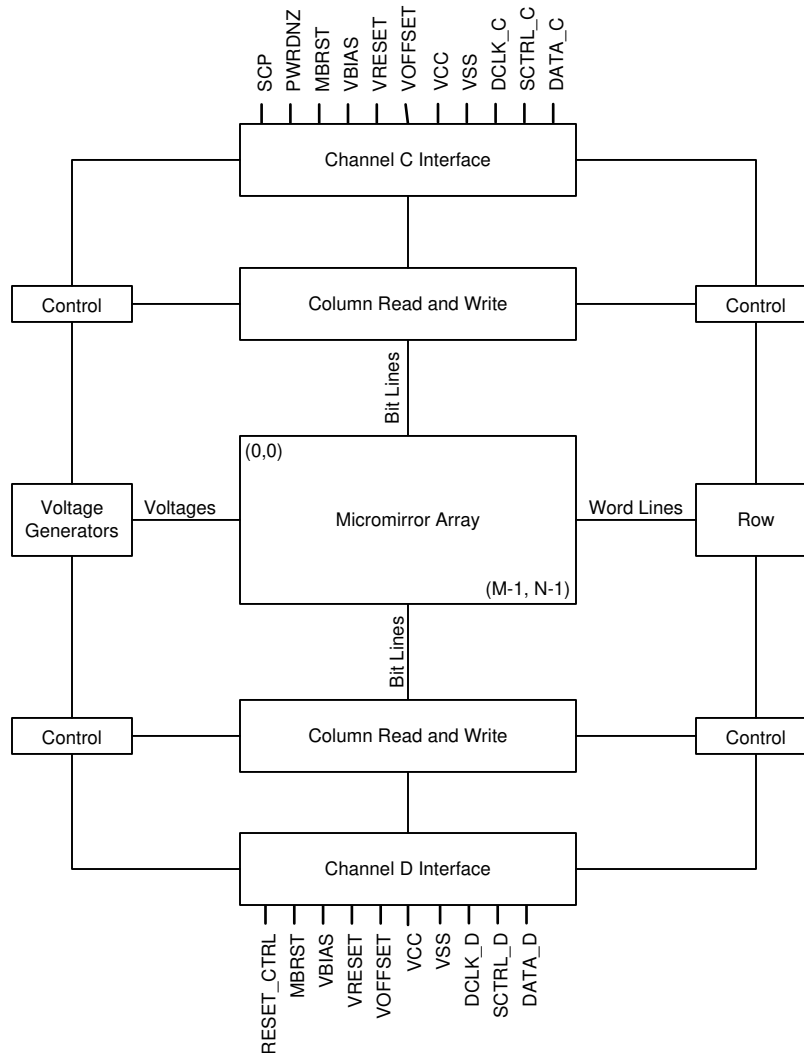 SCP
PWRDNZ
MBRST
VBIAS
VRESET
VOFFSET
VCC
VSS
DCLK_C
SCTRL_C
DATA_C
Channel C Interface
Control
Column Read and Write
Control
Bit Lines
(0,0)
Voltage
Generators
Voltages
Micromirror Array
Word Lines
Row
(M-1, N-1)
Bit Lines
Control
Column Read and Write
Control
Channel D Interface
RESET_CTRL
MBRST
VBIAS
VRESET
VOFFSET
VCC
VSS
DCLK_D
SCTRL_D
DATA_D